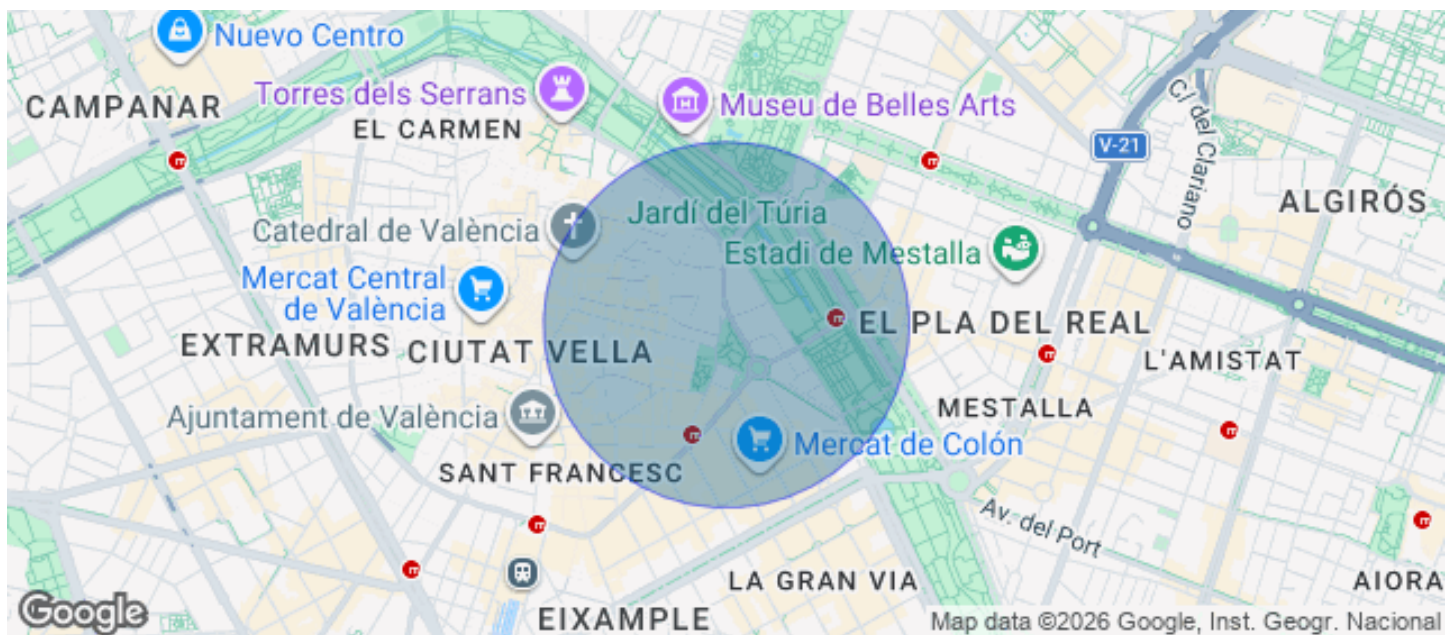 Nuevo Centro
CAMPANAR
Torres dels Serrans
EL CARMEN
Museu de Belles Arts
V-21
C/ del Clariano
ALGIRÓS
Catedral de València
Jardí del Túria
Estadi de Mestalla
Mercat Central
de València
EXTRAMURS
CIUTAT VELLA
EL PLA DEL REAL
L'AMISTAT
Ajuntament de València
MESTALLA
Mercat de Colón
SANT FRANCESC
Av. del Port
LA GRAN VIA
AIORA
EIXAMPLE
Google
Map data ©2026 Google, Inst. Geogr. Nacional